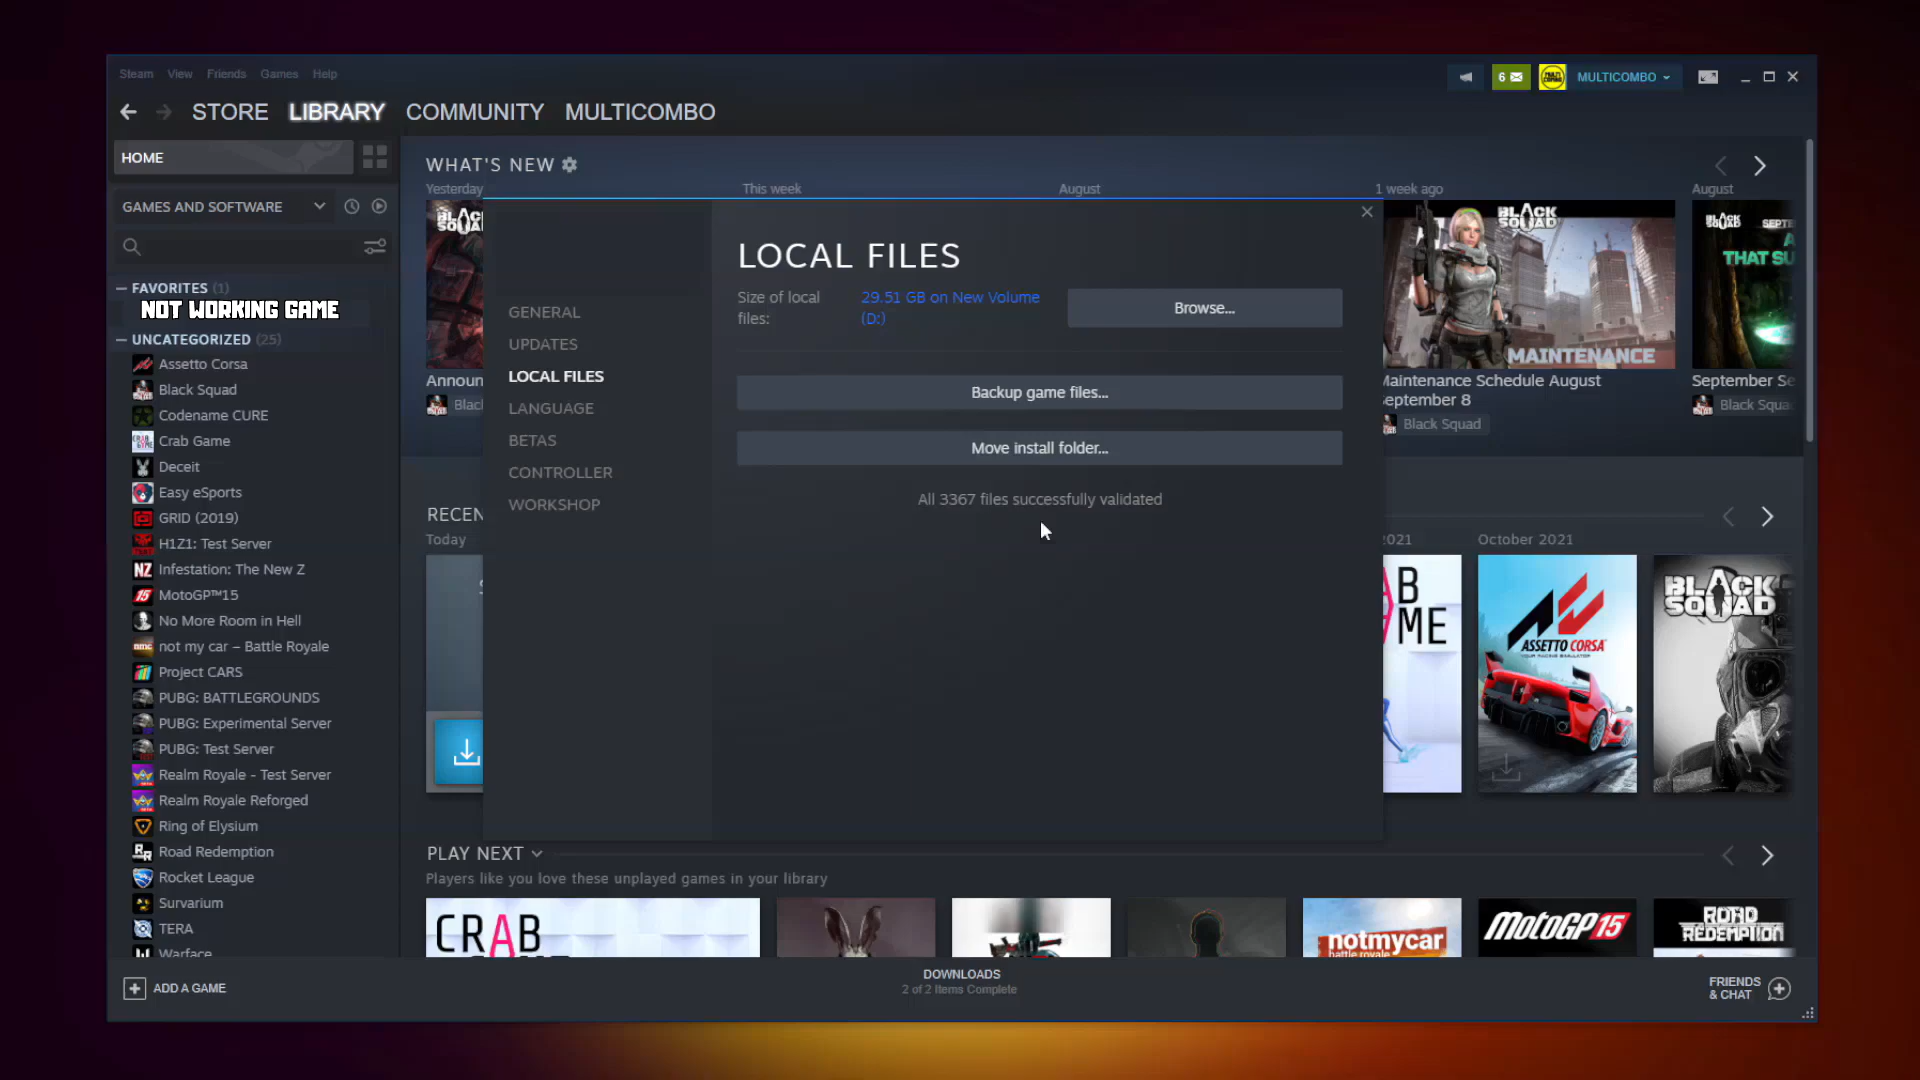 Steam View Friends Games Help
6 MULTICOMBO
STORE LIBRARY COMMUNITY MULTICOMBO
HOME
GAMES AND SOFTWARE
FAVORITES (1)
NOT WORKING GAME
UNCATEGORIZED (25)
Assetto Corsa
Black Squad
Codename CURE
Crab Game
Deceit
Easy eSports
GRID (2019)
H1Z1: Test Server
Infestation: The New Z
MotoGP™15
No More Room in Hell
not my car – Battle Royale
Project CARS
PUBG: BATTLEGROUNDS
PUBG: Experimental Server
PUBG: Test Server
Realm Royale - Test Server
Realm Royale Reforged
Ring of Elysium
Road Redemption
Rocket League
Survarium
TERA
Warface
WHAT'S NEW
Yesterday This week August 1 week ago August
Announ
Blac
BLACK SQUAD
MAINTENANCE
Maintenance Schedule August
September 8
Black Squad
BLACK SQUAD
SEPTE
THAT SU
September Se
Black Squa
GENERAL
UPDATES
LOCAL FILES
LANGUAGE
BETAS
CONTROLLER
WORKSHOP
LOCAL FILES
Size of local
files:
29.51 GB on New Volume
(D:)
Browse...
Backup game files...
Move install folder...
All 3367 files successfully validated
RECEN
Today 2021 October 2021
AB
ME
ASSETTO CORSA
YOUR RACING SIMULATOR
BLACK
SQUAD
PLAY NEXT
Players like you love these unplayed games in your library
CRAB
notmycar
battle royale
MotoGP15
ROAD
REDEMPTION
ADD A GAME
DOWNLOADS
2 of 2 Items Complete
FRIENDS
& CHAT